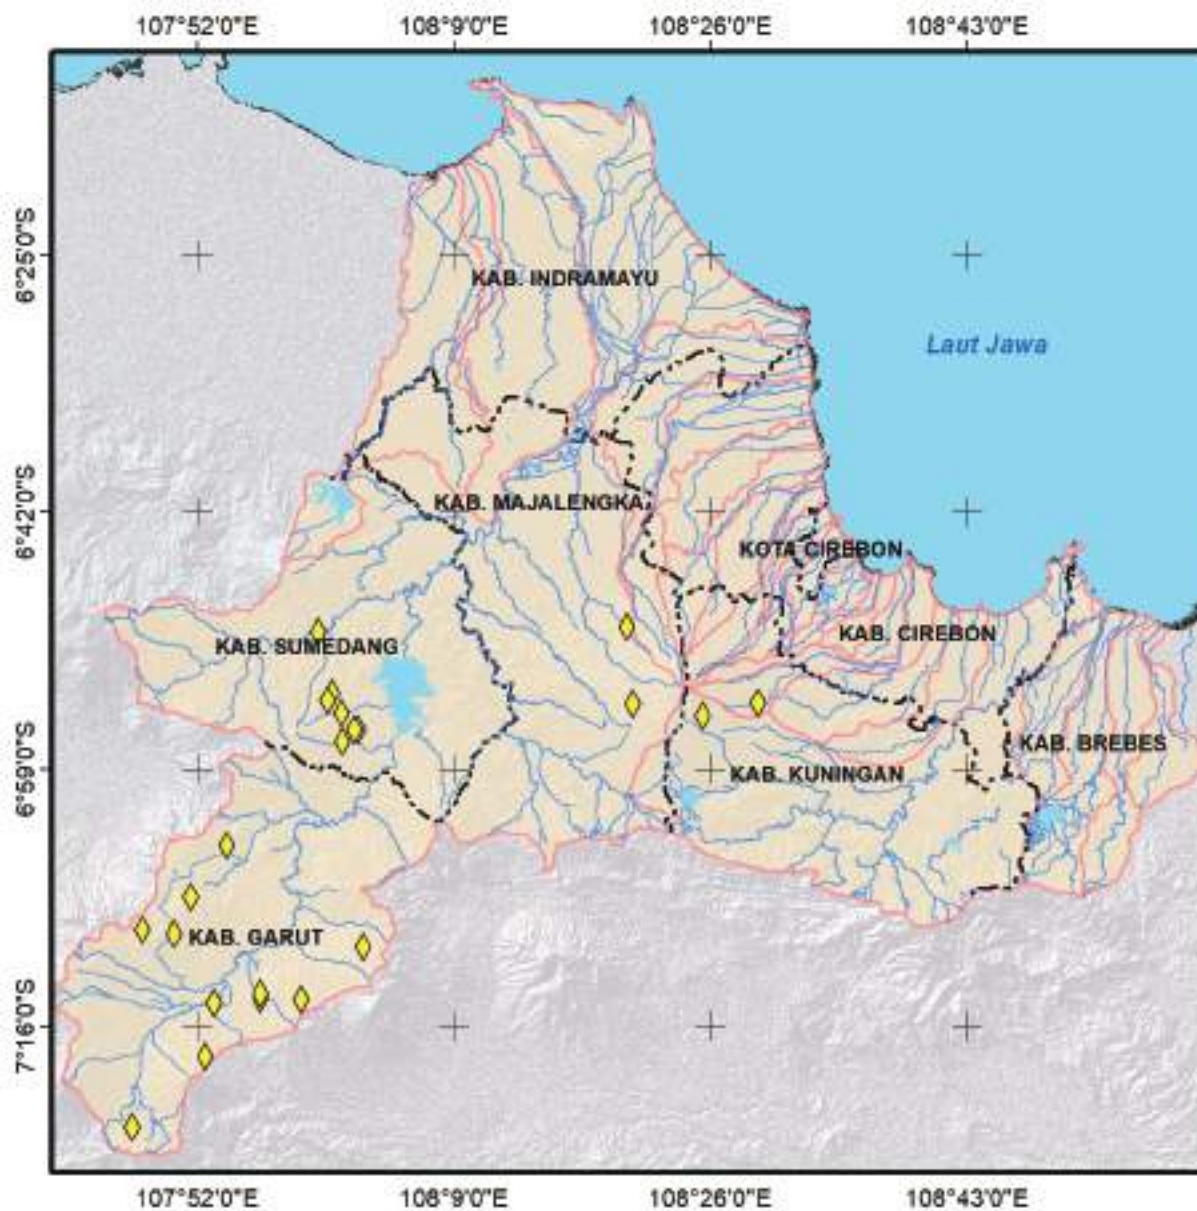 107°52'0"E 108°9'0"E 108°26'0"E 108°43'0"E
6°25'0"S
KAB. INDRAMAYU
Laut Jawa
6°42'0"S
KAB. MAJALENGKA
KOTA CIREBON
KAB. CIREBON
KAB. SUMEDANG
KAB. BREBES
6°59'0"S
KAB. KUNINGAN
KAB. GARUT
7°16'0"S
107°52'0"E 108°9'0"E 108°26'0"E 108°43'0"E